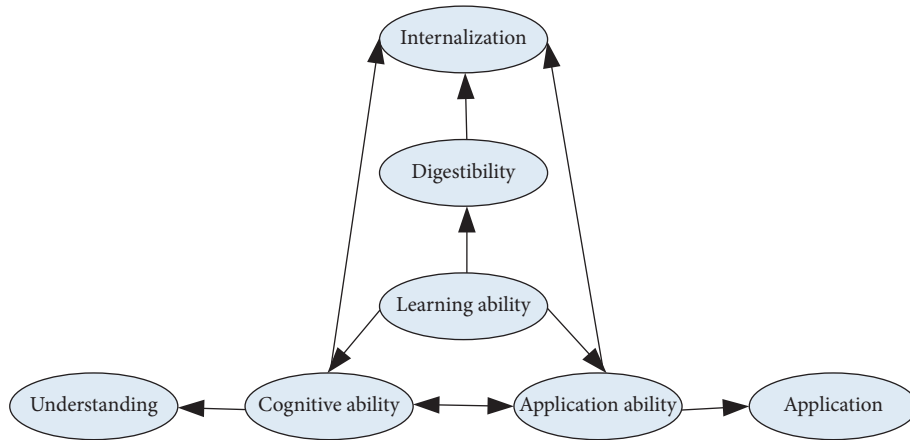 Internalization
Digestibility
Learning ability
Understanding
Cognitive ability
Application ability
Application